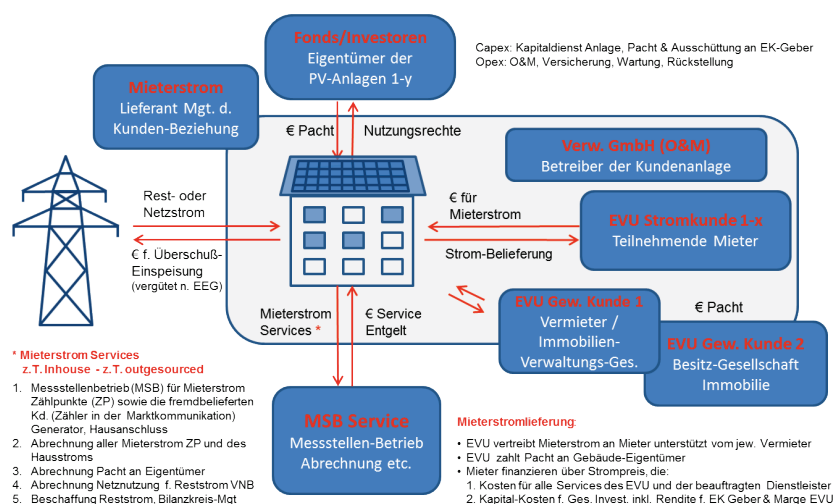 Fonds/Investoren
Eigentümer der
PV-Anlagen 1-y
Capex: Kapitaldienst Anlage, Pacht & Ausschüttung an EK-Geber
Opex: O&M, Versicherung, Wartung, Rückstellung
Mieterstrom
Lieferant Mgt. d.
Kunden-Beziehung
€ Pacht
Nutzungsrechte
Verw. GmbH (O&M)
Betreiber der Kundenanlage
Rest- oder
Netzstrom
€ für
Mieterstrom
EVU Stromkunde 1-x
Teilnehmende Mieter
€ f. Überschuß-
Einspeisung
(vergütet n. EEG)
Strom-Belieferung
Mieterstrom
Services *
€ Service
Entgelt
EVU Gew. Kunde 1
Vermieter /
Immobilien-
Verwaltungs-Ges.
€ Pacht
EVU Gew. Kunde 2
Besitz-Gesellschaft
Immobilie
* Mieterstrom Services
z.T. Inhouse - z.T. outgesourced
1. Messstellenbetrieb (MSB) für Mieterstrom
Zählpunkte (ZP) sowie die fremdbelieferten
Kd. (Zähler in der Marktkommunikation)
Generator, Hausanschluss
2. Abrechnung aller Mieterstrom ZP und des
Hausstroms
3. Abrechnung Pacht an Eigentümer
4. Abrechnung Netznutzung f. Reststrom VNB
5. Beschaffung Reststrom, Bilanzkreis-Mgt
MSB Service
Messstellen-Betrieb
Abrechnung etc.
Mieterstromlieferung:
• EVU vertreibt Mieterstrom an Mieter unterstützt vom jew. Vermieter
• EVU zahlt Pacht an Gebäude-Eigentümer
• Mieter finanzieren über Strompreis, die:
1. Kosten für alle Services des EVU und der beauftragten Dienstleister
2. Kapital-Kosten f. Ges. Invest. inkl. Rendite f. EK Geber & Marge EVU